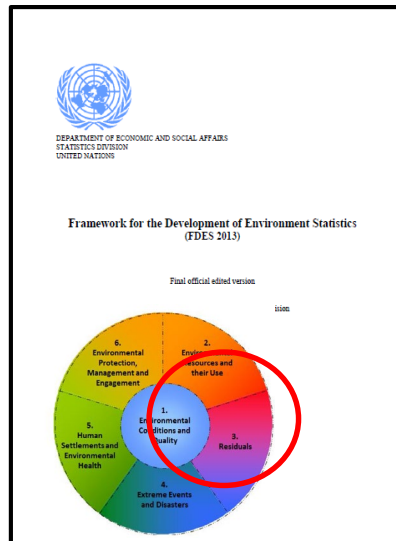 DEPARTMENT OF ECONOMIC AND SOCIAL AFFAIRS
STATISTICS DIVISION
UNITED NATIONS
Framework for the Development of Environment Statistics
(FDES 2013)
Final official edited version
ision
6.
Environmental
Protection,
Management and
Engagement
2.
their Use
1.
Environmental
Conditions and
Quality
3.
Residuals
5.
Human
Settlements and
Environmental
Health
4.
Extreme Events
and Disasters